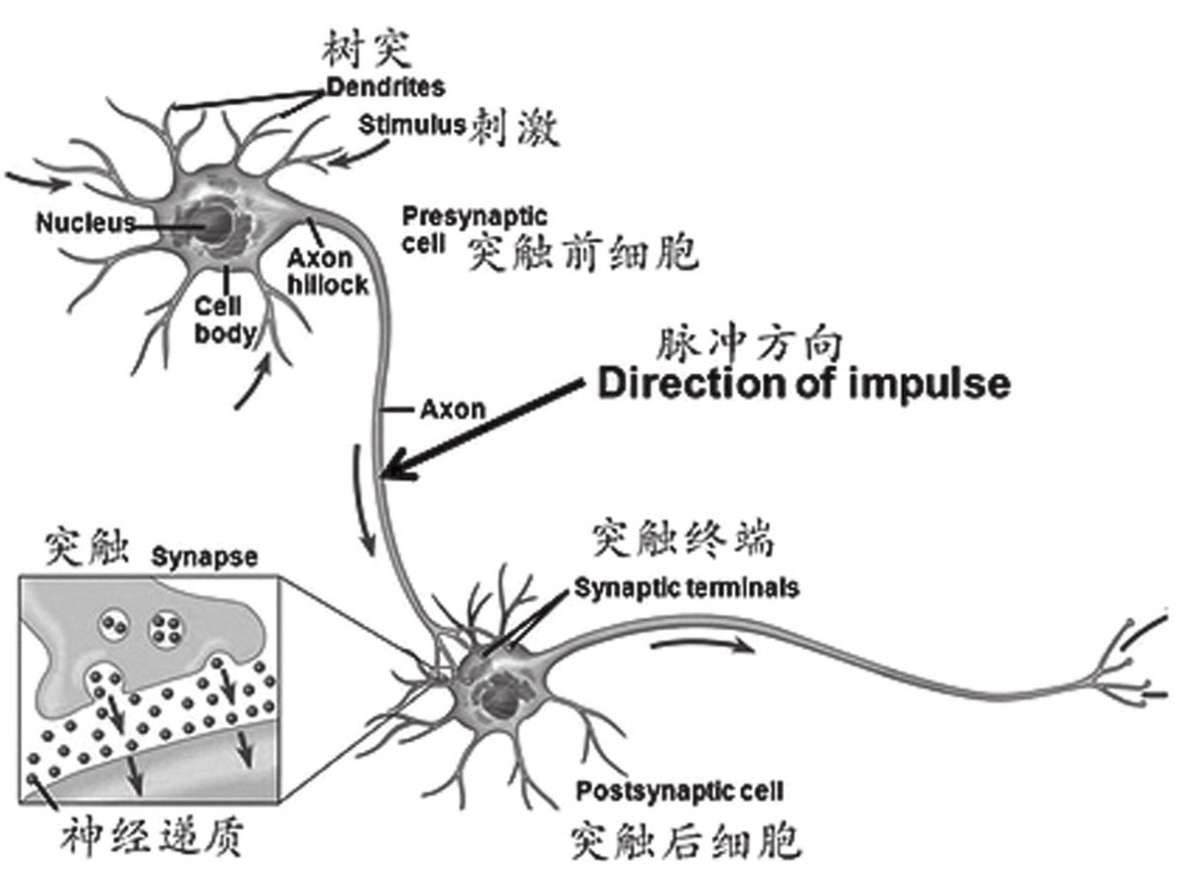 树突
Dendrites
Stimulus刺激
Nucleus
Presynaptic
cell 突触前细胞
Axon
hillock
Cell
body
脉冲方向
Direction of impulse
Axon
突触 Synapse
突触终端
Synaptic terminals
神经递质
Postsynaptic cell
突触后细胞